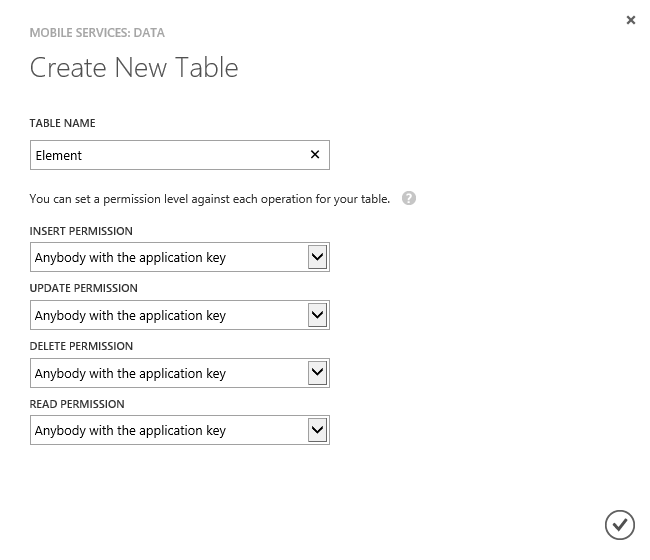 MOBILE SERVICES: DATA
Create New Table
TABLE NAME
Element
You can set a permission level against each operation for your table. ?
INSERT PERMISSION
Anybody with the application key
UPDATE PERMISSION
Anybody with the application key
DELETE PERMISSION
Anybody with the application key
READ PERMISSION
Anybody with the application key